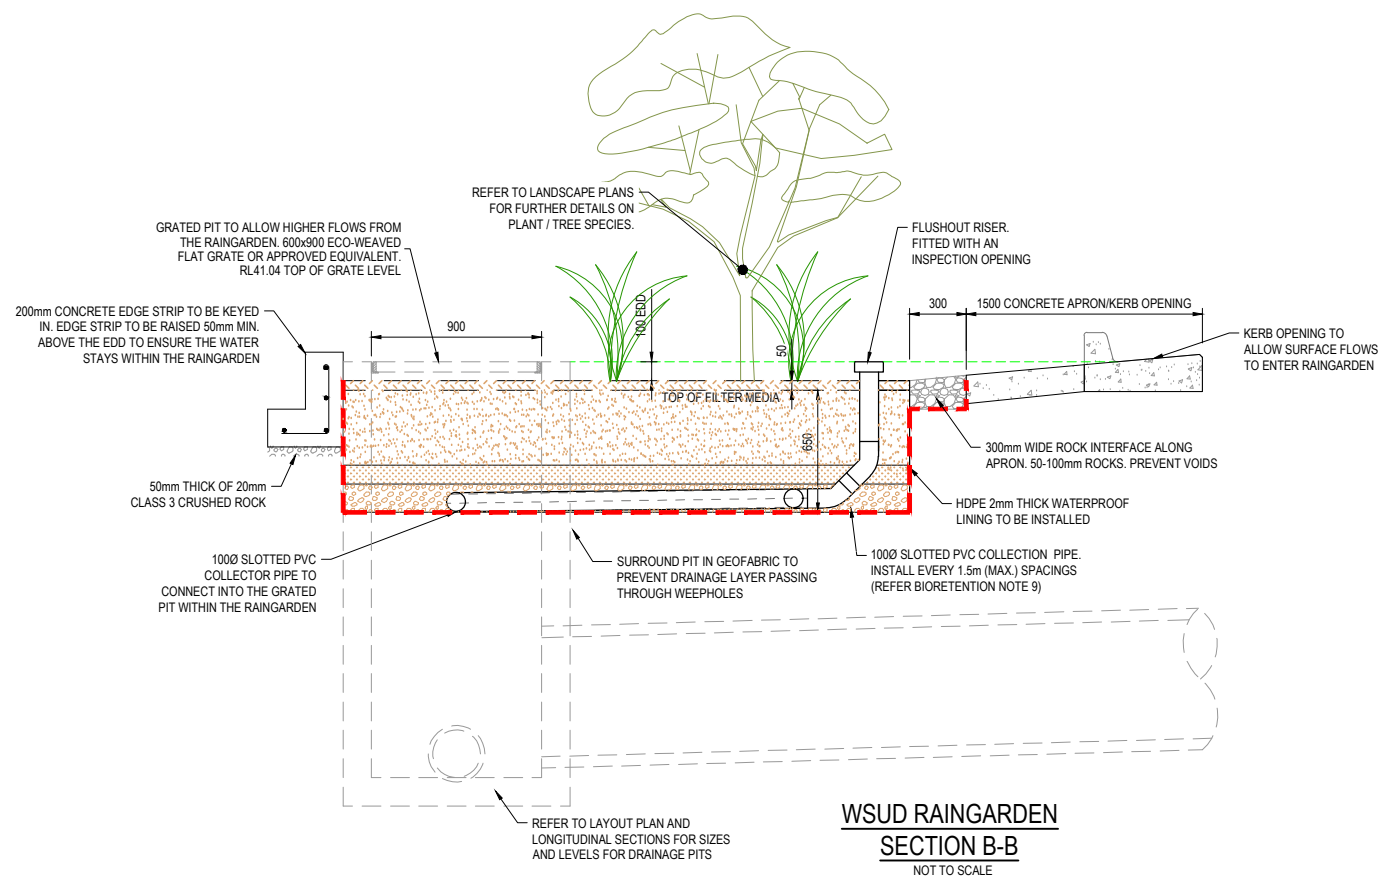 REFER TO LANDSCAPE PLANS
FOR FURTHER DETAILS ON
PLANT / TREE SPECIES.
GRATED PIT TO ALLOW HIGHER FLOWS FROM
THE RAINGARDEN. 600x900 ECO-WEAVED
FLAT GRATE OR APPROVED EQUIVALENT.
RL41.04 TOP OF GRATE LEVEL
FLUSHOUT RISER.
FITTED WITH AN
INSPECTION OPENING
200mm CONCRETE EDGE STRIP TO BE KEYED
IN. EDGE STRIP TO BE RAISED 50mm MIN.
ABOVE THE EDD TO ENSURE THE WATER
STAYS WITHIN THE RAINGARDEN
900
100 EDD
50
300
1500 CONCRETE APRON/KERB OPENING
KERB OPENING TO
ALLOW SURFACE FLOWS
TO ENTER RAINGARDEN
TOP OF FILTER MEDIA
650
300mm WIDE ROCK INTERFACE ALONG
APRON. 50-100mm ROCKS. PREVENT VOIDS
50mm THICK OF 20mm
CLASS 3 CRUSHED ROCK
HDPE 2mm THICK WATERPROOF
LINING TO BE INSTALLED
100Ø SLOTTED PVC
COLLECTOR PIPE TO
CONNECT INTO THE GRATED
PIT WITHIN THE RAINGARDEN
SURROUND PIT IN GEOFABRIC TO
PREVENT DRAINAGE LAYER PASSING
THROUGH WEEPHOLES
100Ø SLOTTED PVC COLLECTION PIPE.
INSTALL EVERY 1.5m (MAX.) SPACINGS
(REFER BIORETENTION NOTE 9)
REFER TO LAYOUT PLAN AND
LONGITUDINAL SECTIONS FOR SIZES
AND LEVELS FOR DRAINAGE PITS
WSUD RAINGARDEN
SECTION B-B
NOT TO SCALE